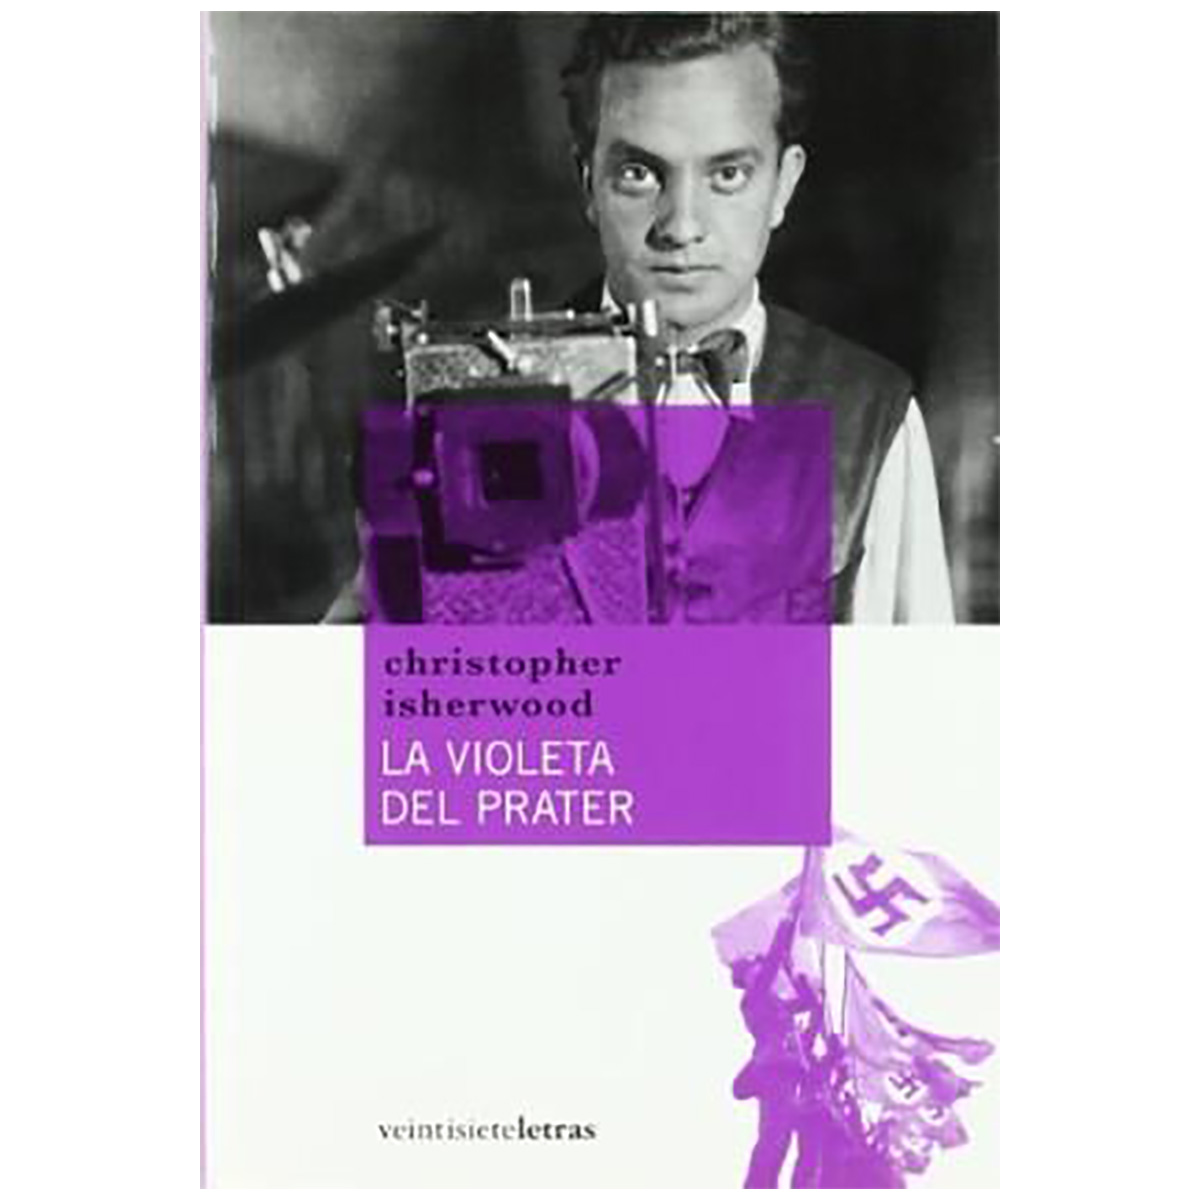 christopher
isherwood
LA VIOLETA
DEL PRATER
veintisieteletras